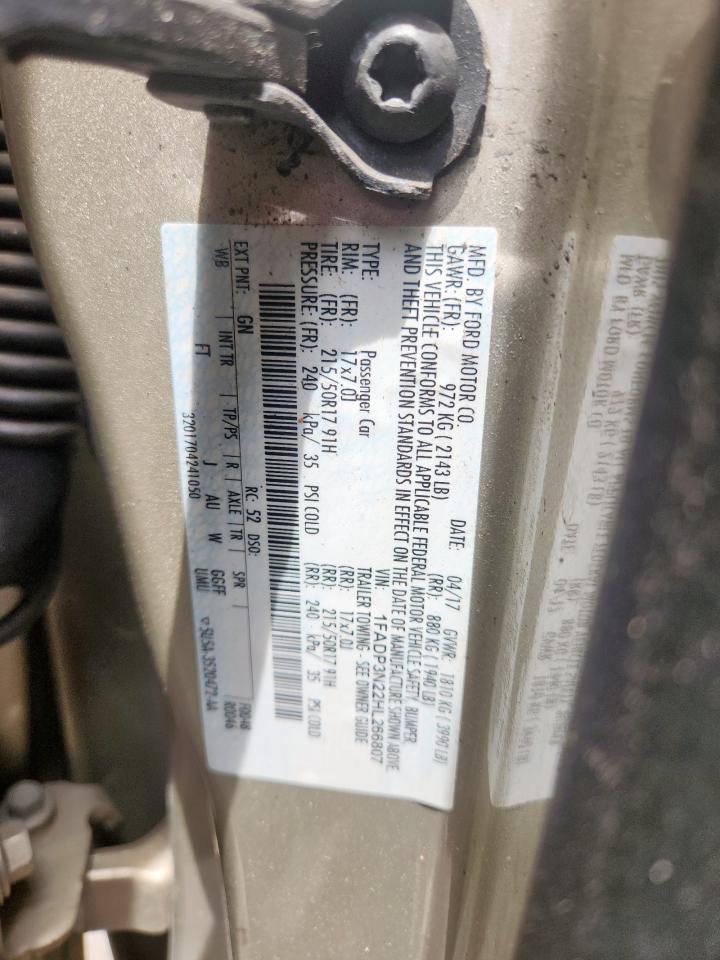 MFD. BY FORD MOTOR CO.
DATE: 04/17 GVWR: 1810 KG ( 3990 LB)
GAWR: (FR): 972 KG ( 2143 LB) (RR): 880 KG ( 1940 LB)
THIS VEHICLE CONFORMS TO ALL APPLICABLE FEDERAL MOTOR VEHICLE SAFETY, BUMPER
AND THEFT PREVENTION STANDARDS IN EFFECT ON THE DATE OF MANUFACTURE SHOWN ABOVE
VIN: 1FADP3N22HL266807
TYPE: Passenger Car TRAILER TOWING - SEE OWNER GUIDE
RIM: (FR): 17x7.0J (RR): 17x7.0J
TIRE: (FR): 215/50R17 91H (RR): 215/50R17 91H
PRESSURE: (FR): 240 kPa/ 35 PSI COLD (RR): 240 kPa/ 35 PSI COLD
EXT PNT: GN RC: 52 DSO: F0048
R0046
WB INT TR TP/PS R AXLE TR SPR
FT J AU W GGFF
UMU
3201704241050